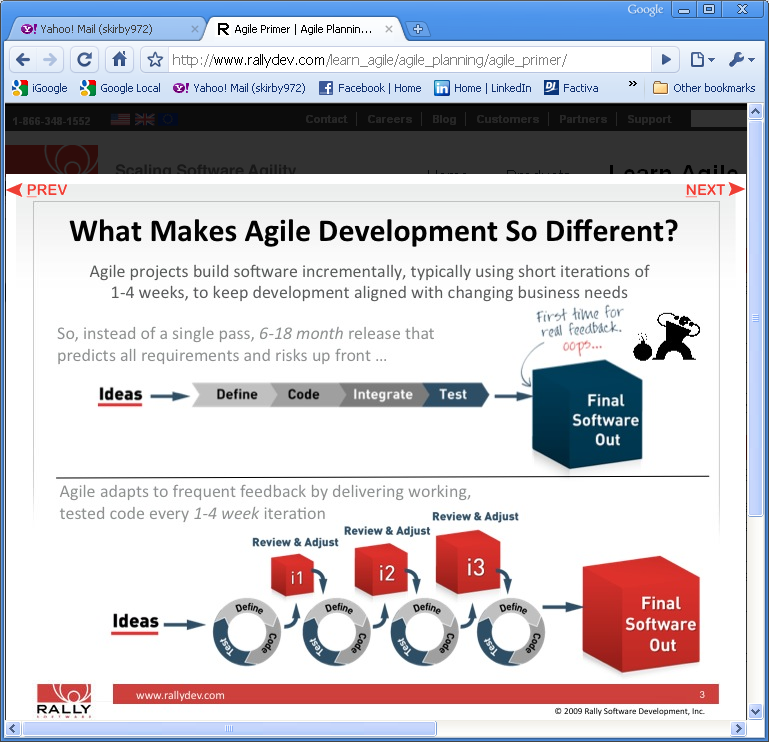 Google
Yahoo! Mail (skirby972)
R Agile Primer | Agile Plannin...
http://www.rallydev.com/learn_agile/agile_planning/agile_primer/
iGoogle
Google Local
Yahoo! Mail (skirby972)
Facebook | Home
Home | LinkedIn
Factiva
»
Other bookmarks
1-866-348-1552
Contact | Careers | Blog | Customers | Partners | Support
Scaling Software Agility
Home Products Learn Agile
PREV
NEXT
What Makes Agile Development So Different?
Agile projects build software incrementally, typically using short iterations of
1-4 weeks, to keep development aligned with changing business needs
So, instead of a single pass, 6-18 month release that
predicts all requirements and risks up front ...
First time for
real feedback.
oops...
Ideas
Define
Code
Integrate
Test
Final
Software
Out
Agile adapts to frequent feedback by delivering working,
tested code every 1-4 week iteration
Review & Adjust
Review & Adjust
Review & Adjust
i1
i2
i3
Ideas
Define
Code
Test
Define
Code
Test
Define
Code
Test
Define
Code
Test
Final
Software
Out
RALLY
SOFTWARE
www.rallydev.com
3
© 2009 Rally Software Development, Inc.